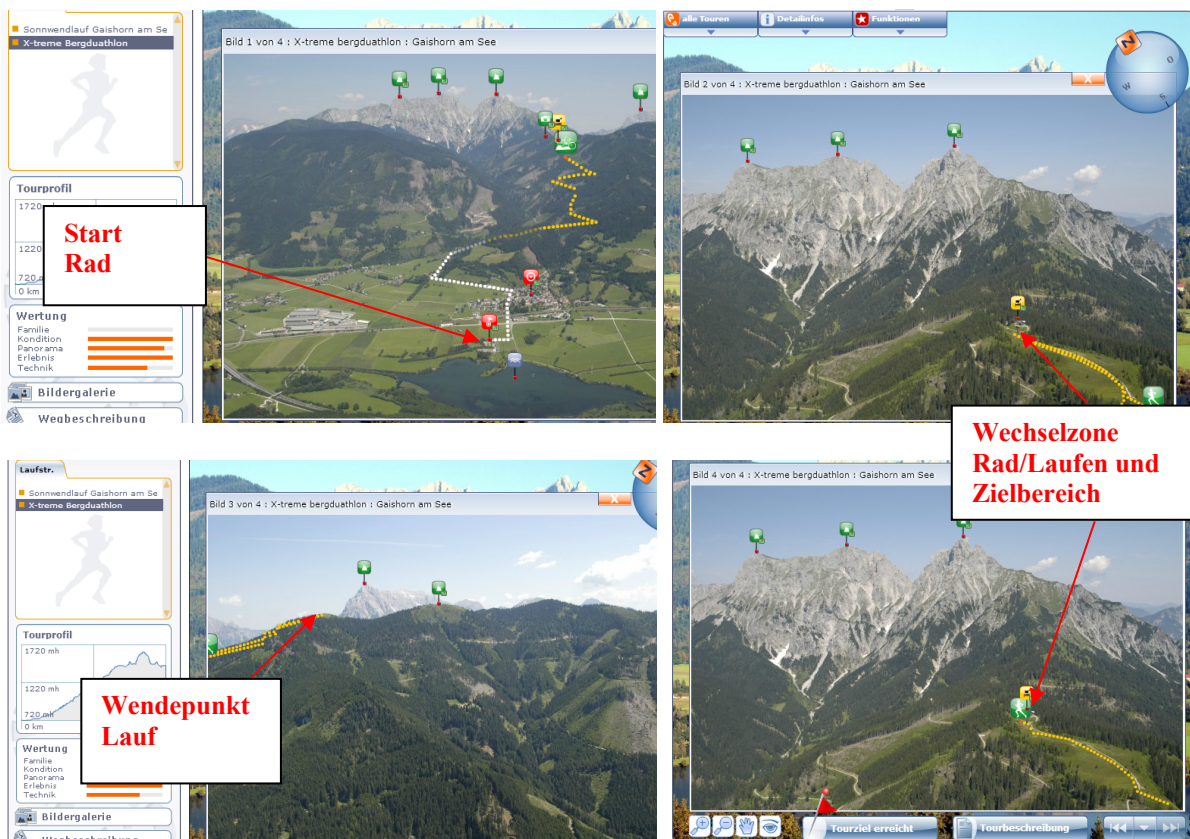 Sonnwendlauf Gaishorn am Se
X-treme Bergduathlon
Tourprofil
1720
1220
720
0 km
Wertung
Familie
Kondition
Panorama
Erlebnis
Technik
Bildergalerie
Wegbeschreibung
Bild 1 von 4 : X-treme bergduathlon : Gaishorn am See
Start
Rad
alle Touren
Detailinfos
Funktionen
Bild 2 von 4 : X-treme bergduathlon : Gaishorn am See
X
N
O
W
S
Wechselzone
Rad/Laufen und
Zielbereich
Laufstr.
Sonnwendlauf Gaishorn am Se
X-treme Bergduathlon
Tourprofil
1720 mh
1220 mh
720 mh
0 km
Wertung
Familie
Kondition
Panorama
Erlebnis
Technik
Bildergalerie
Wegbeschreibung
Bild 3 von 4 : X-treme bergduathlon : Gaishorn am See
X
N
Wendepunkt
Lauf
Bild 4 von 4 : X-treme bergduathlon : Gaishorn am See
Tourziel erreicht
Tourbeschreibung